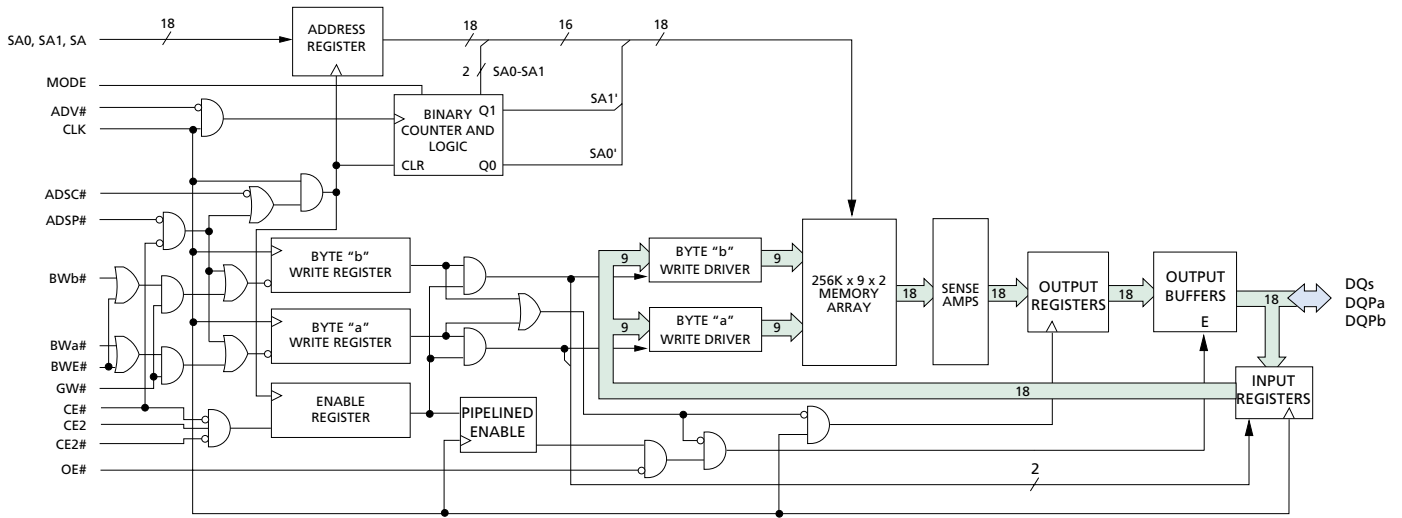 SA0, SA1, SA
18
ADDRESS
REGISTER
18
16
18
2
SA0-SA1
MODE
ADV#
CLK
BINARY
COUNTER AND
LOGIC
Q1
CLR
Q0
SA1'
SA0'
ADSC#
ADSP#
BYTE “b”
WRITE REGISTER
BWb#
BYTE “a”
WRITE REGISTER
BWa#
BWE#
GW#
CE#
CE2
CE2#
OE#
ENABLE
REGISTER
PIPELINED
ENABLE
9
BYTE “b”
WRITE DRIVER
9
9
BYTE “a”
WRITE DRIVER
9
256K x 9 x 2
MEMORY
ARRAY
18
SENSE
AMPS
18
OUTPUT
REGISTERS
18
OUTPUT
BUFFERS
E
18
DQs
DQPa
DQPb
18
INPUT
REGISTERS
2